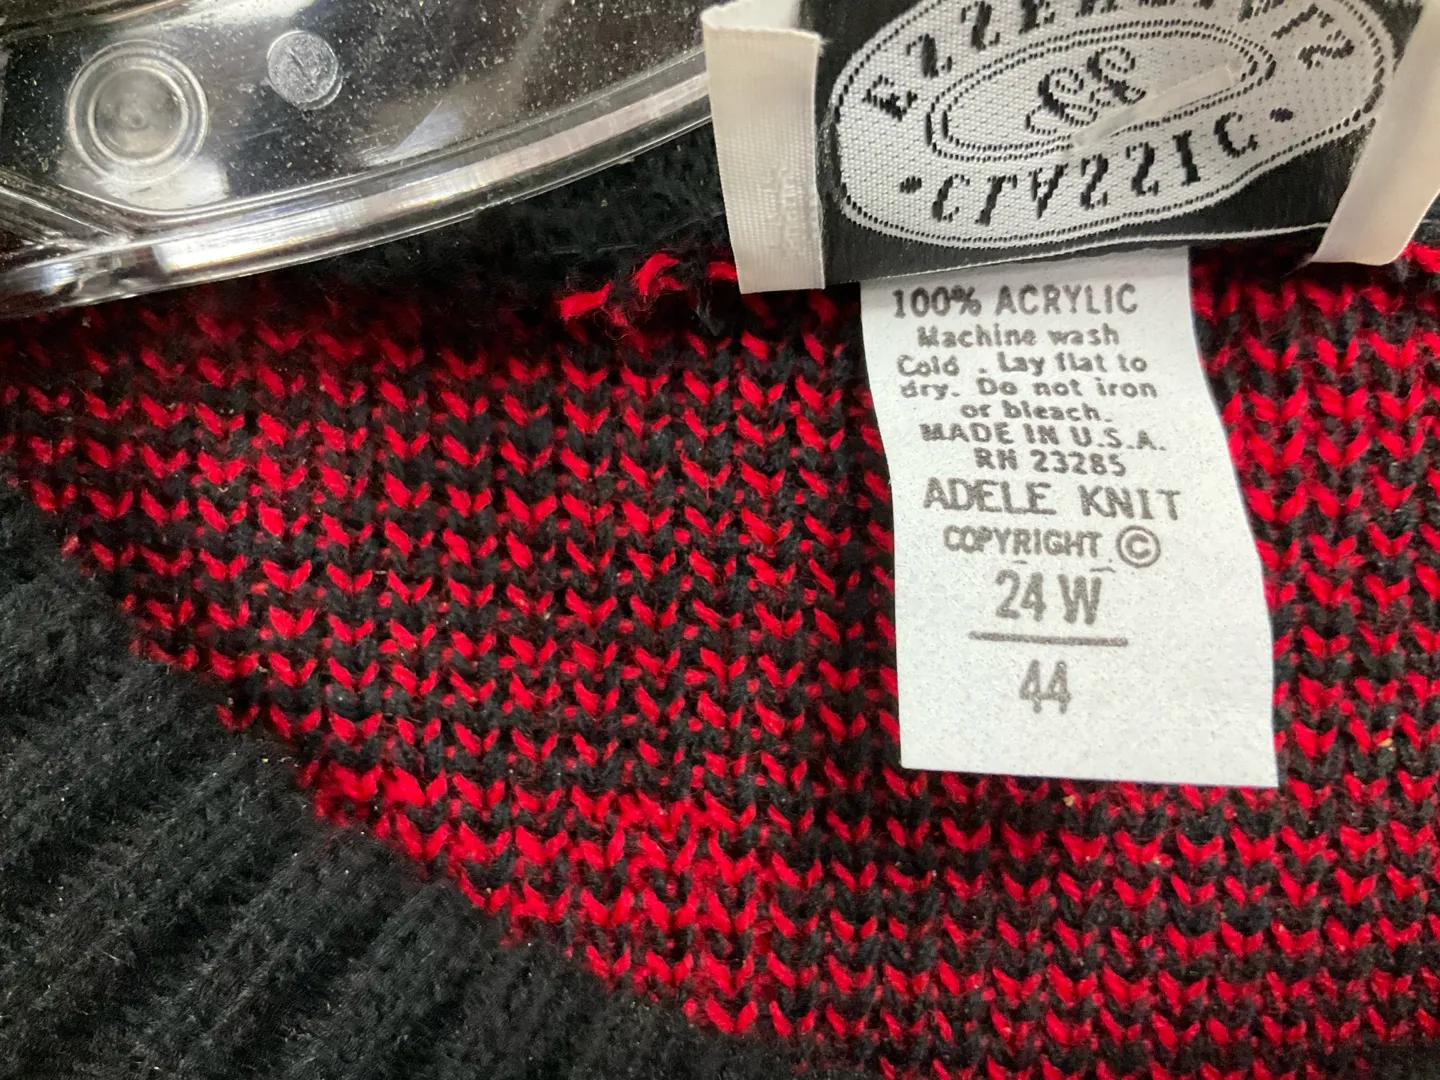 CLASSIC
100% ACRYLIC
Machine wash
Cold . Lay flat to
dry. Do not iron
or bleach.
MADE IN U.S.A.
RN 23285
ADELE KNIT
COPYRIGHT ©
24 W
44